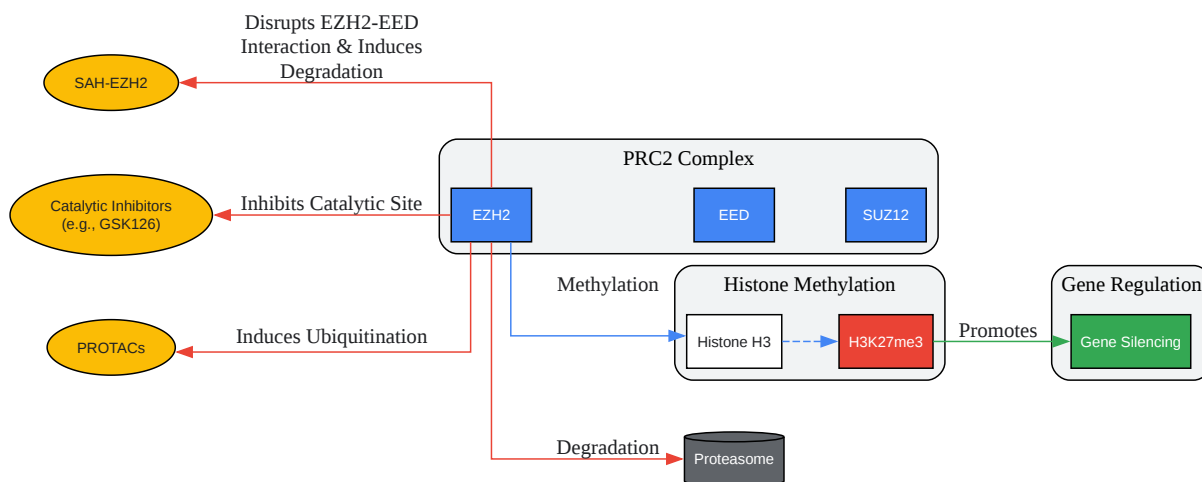 Disrupts EZH2-EED
Interaction & Induces
Degradation
SAH-EZH2
PRC2 Complex
Catalytic Inhibitors
(e.g., GSK126)
Inhibits Catalytic Site
EZH2
EED
SUZ12
Methylation
Histone Methylation
Gene Regulation
PROTACs
Induces Ubiquitination
Histone H3
H3K27me3
Promotes
Gene Silencing
Degradation
Proteasome